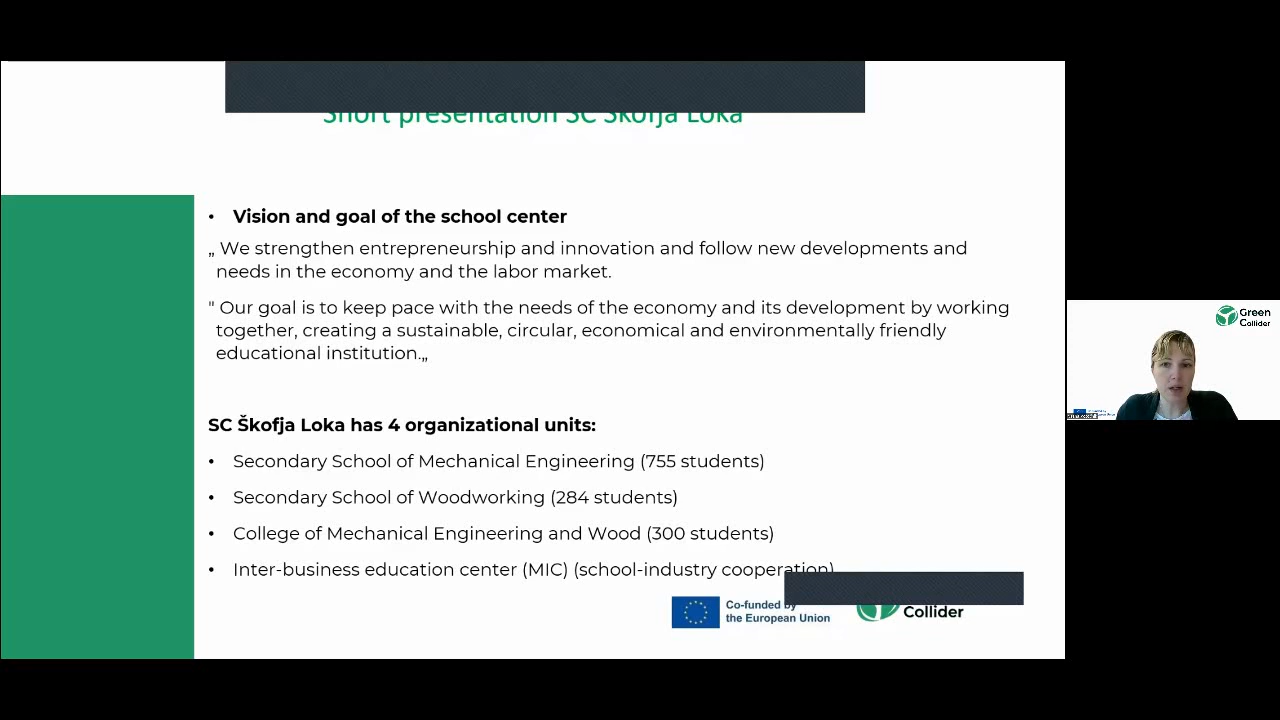 Short presentation SC Škofja Loka
• Vision and goal of the school center
„ We strengthen entrepreneurship and innovation and follow new developments and
needs in the economy and the labor market.
" Our goal is to keep pace with the needs of the economy and its development by working
together, creating a sustainable, circular, economical and environmentally friendly
educational institution.„
SC Škofja Loka has 4 organizational units:
• Secondary School of Mechanical Engineering (755 students)
• Secondary School of Woodworking (284 students)
• College of Mechanical Engineering and Wood (300 students)
• Inter-business education center (MIC) (school-industry cooperation)
Co-funded by
the European Union
Collider
Green
Collider